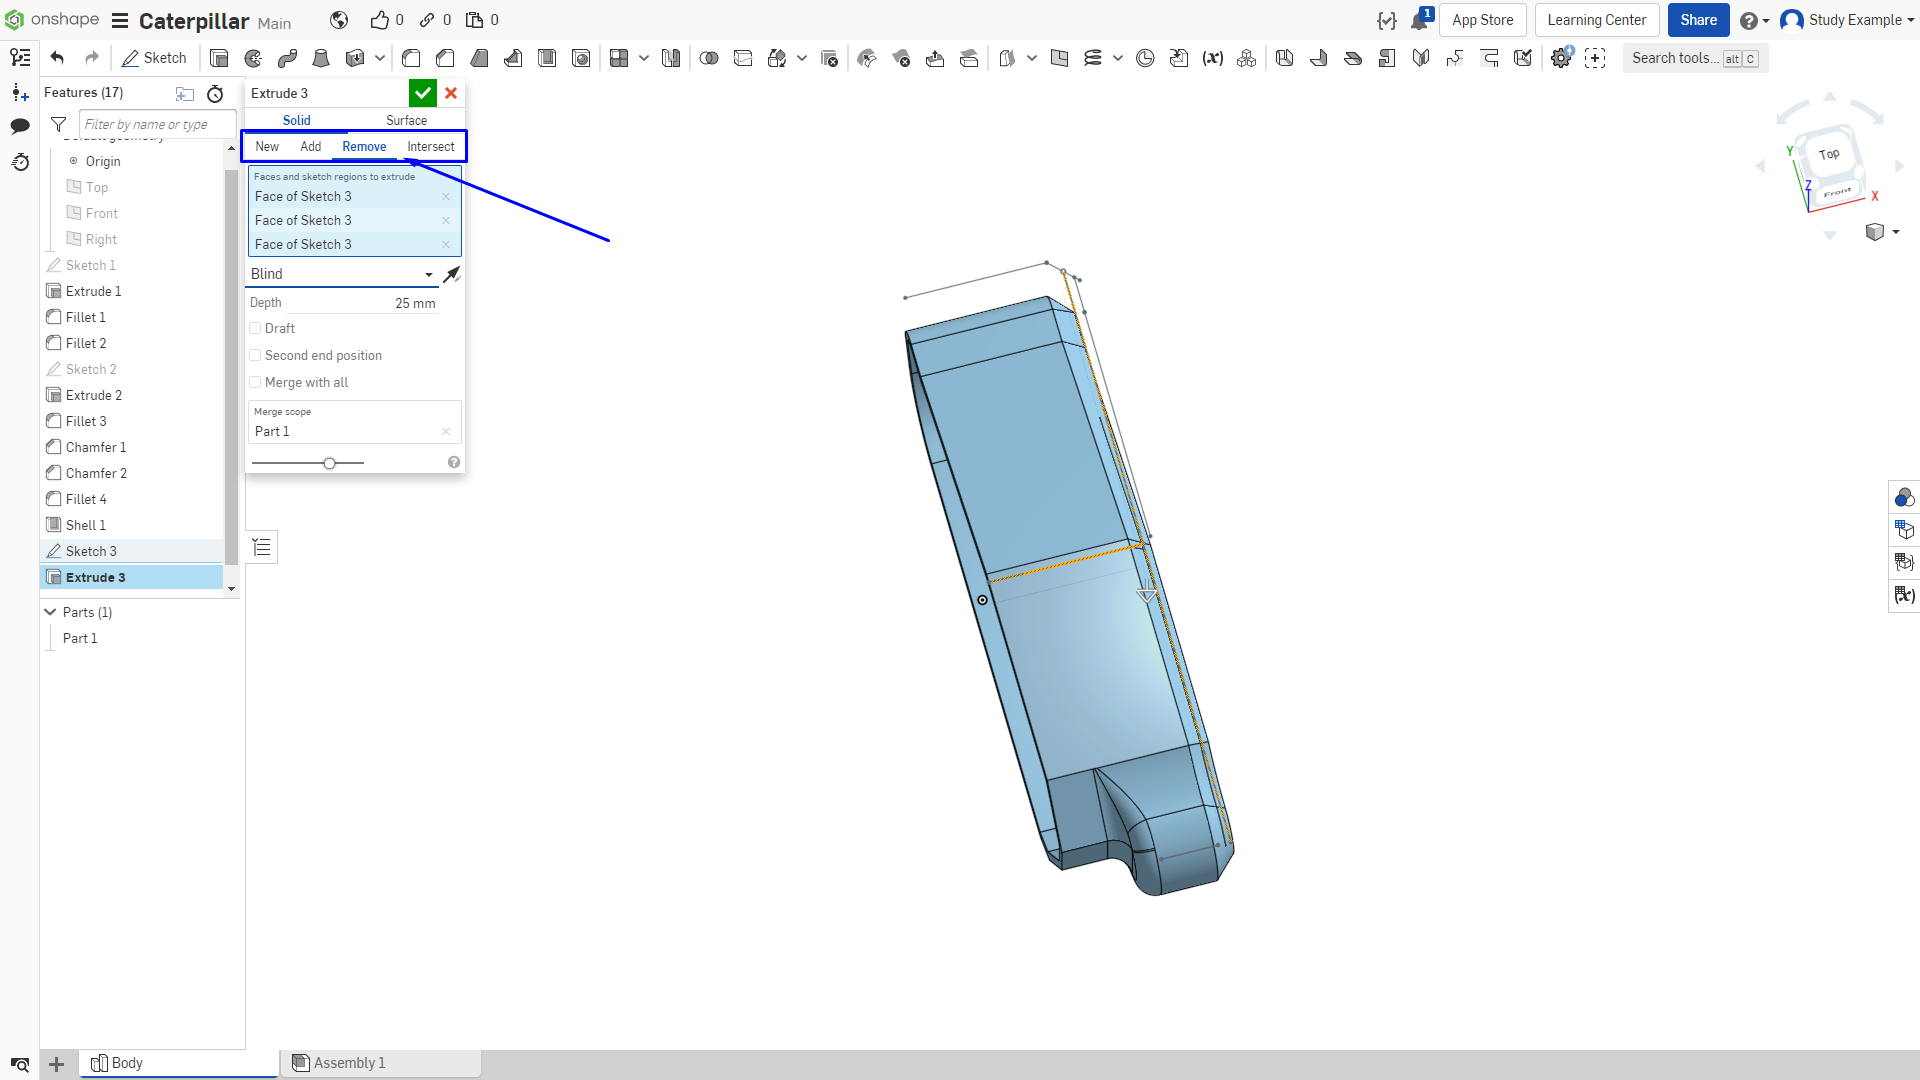 onshape Caterpillar Main 0 0 0 1 App Store Learning Center Share Study Example
Sketch Search tools... alt C
Features (17)
Filter by name or type
Origin
Top
Front
Right
Sketch 1
Extrude 1
Fillet 1
Fillet 2
Sketch 2
Extrude 2
Fillet 3
Chamfer 1
Chamfer 2
Fillet 4
Shell 1
Sketch 3
Extrude 3
Parts (1)
Part 1
Extrude 3
Solid Surface
New Add Remove Intersect
Faces and sketch regions to extrude
Face of Sketch 3
Face of Sketch 3
Face of Sketch 3
Blind
Depth 25 mm
Draft
Second end position
Merge with all
Merge scope
Part 1
Top
Front
Y
Z
X
Body Assembly 1